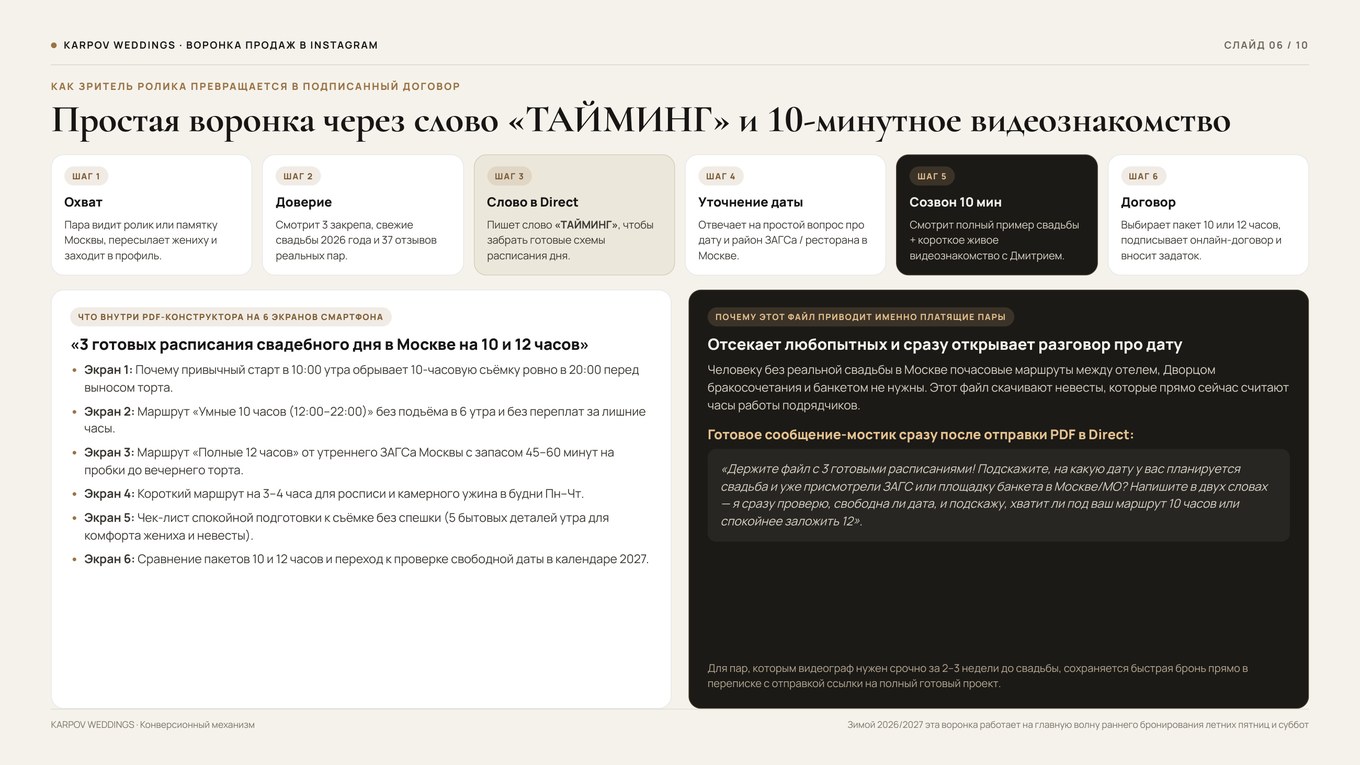 KARPOV WEDDINGS · ВОРОНКА ПРОДАЖ В INSTAGRAM
СЛАЙД 06 / 10
КАК ЗРИТЕЛЬ РОЛИКА ПРЕВРАЩАЕТСЯ В ПОДПИСАННЫЙ ДОГОВОР
Простая воронка через слово «ТАЙМИНГ» и 10-минутное видеознакомство
ШАГ 1
Охват
Пара видит ролик или памятку
Москвы, пересылает жениху и
заходит в профиль.
ШАГ 2
Доверие
Смотрит 3 закрепа, свежие
свадьбы 2026 года и 37 отзывов
реальных пар.
ШАГ 3
Слово в Direct
Пишет слово «ТАЙМИНГ», чтобы
забрать готовые схемы
расписания дня.
ШАГ 4
Уточнение даты
Отвечает на простой вопрос про
дату и район ЗАГСа / ресторана в
Москве.
ШАГ 5
Созвон 10 мин
Смотрит полный пример свадьбы
+ короткое живое
видеознакомство с Дмитрием.
ШАГ 6
Договор
Выбирает пакет 10 или 12 часов,
подписывает онлайн-договор и
вносит задаток.
ЧТО ВНУТРИ PDF-КОНСТРУКТОРА НА 6 ЭКРАНОВ СМАРТФОНА
«3 готовых расписания свадебного дня в Москве на 10 и 12 часов»
• Экран 1: Почему привычный старт в 10:00 утра обрывает 10-часовую съёмку ровно в 20:00 перед
выносом торта.
• Экран 2: Маршрут «Умные 10 часов (12:00–22:00)» без подъёма в 6 утра и без переплат за лишние
часы.
• Экран 3: Маршрут «Полные 12 часов» от утреннего ЗАГСа Москвы с запасом 45–60 минут на
пробки до вечернего торта.
• Экран 4: Короткий маршрут на 3–4 часа для росписи и камерного ужина в будни Пн–Чт.
• Экран 5: Чек-лист спокойной подготовки к съёмке без спешки (5 бытовых деталей утра для
комфорта жениха и невесты).
• Экран 6: Сравнение пакетов 10 и 12 часов и переход к проверке свободной даты в календаре 2027.
ПОЧЕМУ ЭТОТ ФАЙЛ ПРИВОДИТ ИМЕННО ПЛАТЯЩИЕ ПАРЫ
Отсекает любопытных и сразу открывает разговор про дату
Человеку без реальной свадьбы в Москве почасовые маршруты между отелем, Дворцом
бракосочетания и банкетом не нужны. Этот файл скачивают невесты, которые прямо сейчас считают
часы работы подрядчиков.
Готовое сообщение-мостик сразу после отправки PDF в Direct:
«Держите файл с 3 готовыми расписаниями! Подскажите, на какую дату у вас планируется
свадьба и уже присмотрели ЗАГС или площадку банкета в Москве/МО? Напишите в двух словах
— я сразу проверю, свободна ли дата, и подскажу, хватит ли под ваш маршрут 10 часов или
спокойнее заложить 12».
Для пар, которым видеограф нужен срочно за 2–3 недели до свадьбы, сохраняется быстрая бронь прямо в
переписке с отправкой ссылки на полный готовый проект.
KARPOV WEDDINGS · Конверсионный механизм
Зимой 2026/2027 эта воронка работает на главную волну раннего бронирования летних пятниц и суббот